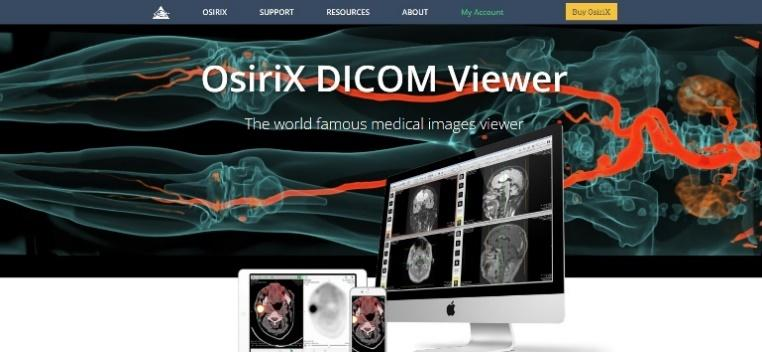 OSIRIX SUPPORT RESOURCES ABOUT My Account Buy OsiriX
OsiriX DICOM Viewer
The world famous medical images viewer